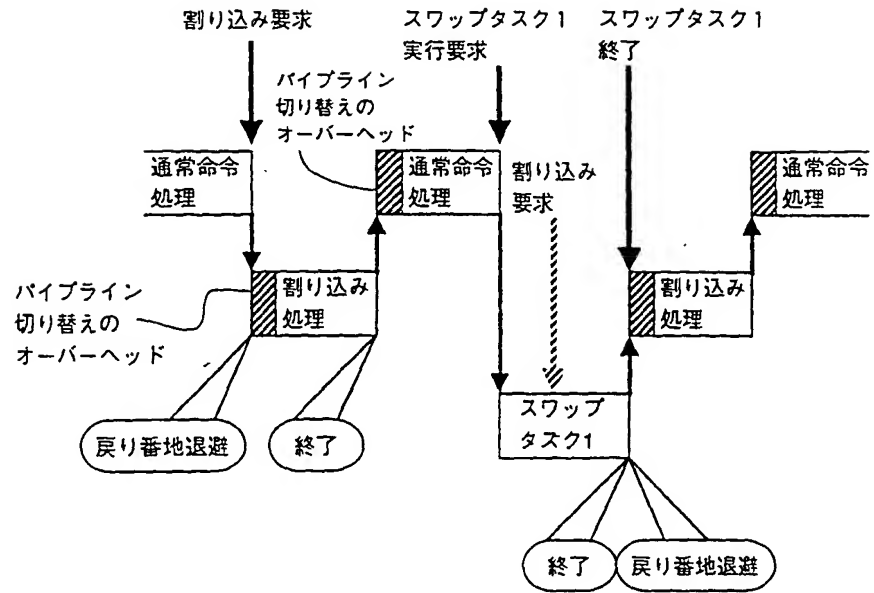 割り込み要求
スワップタスク1
実行要求
スワップタスク1
終了
パイプライン
切り替えの
オーバーヘッド
通常命令
処理
通常命令
処理
割り込み
要求
通常命令
処理
パイプライン
切り替えの
オーバーヘッド
割り込み
処理
割り込み
処理
スワップ
タスク1
戻り番地退避
終了
終了
戻り番地退避